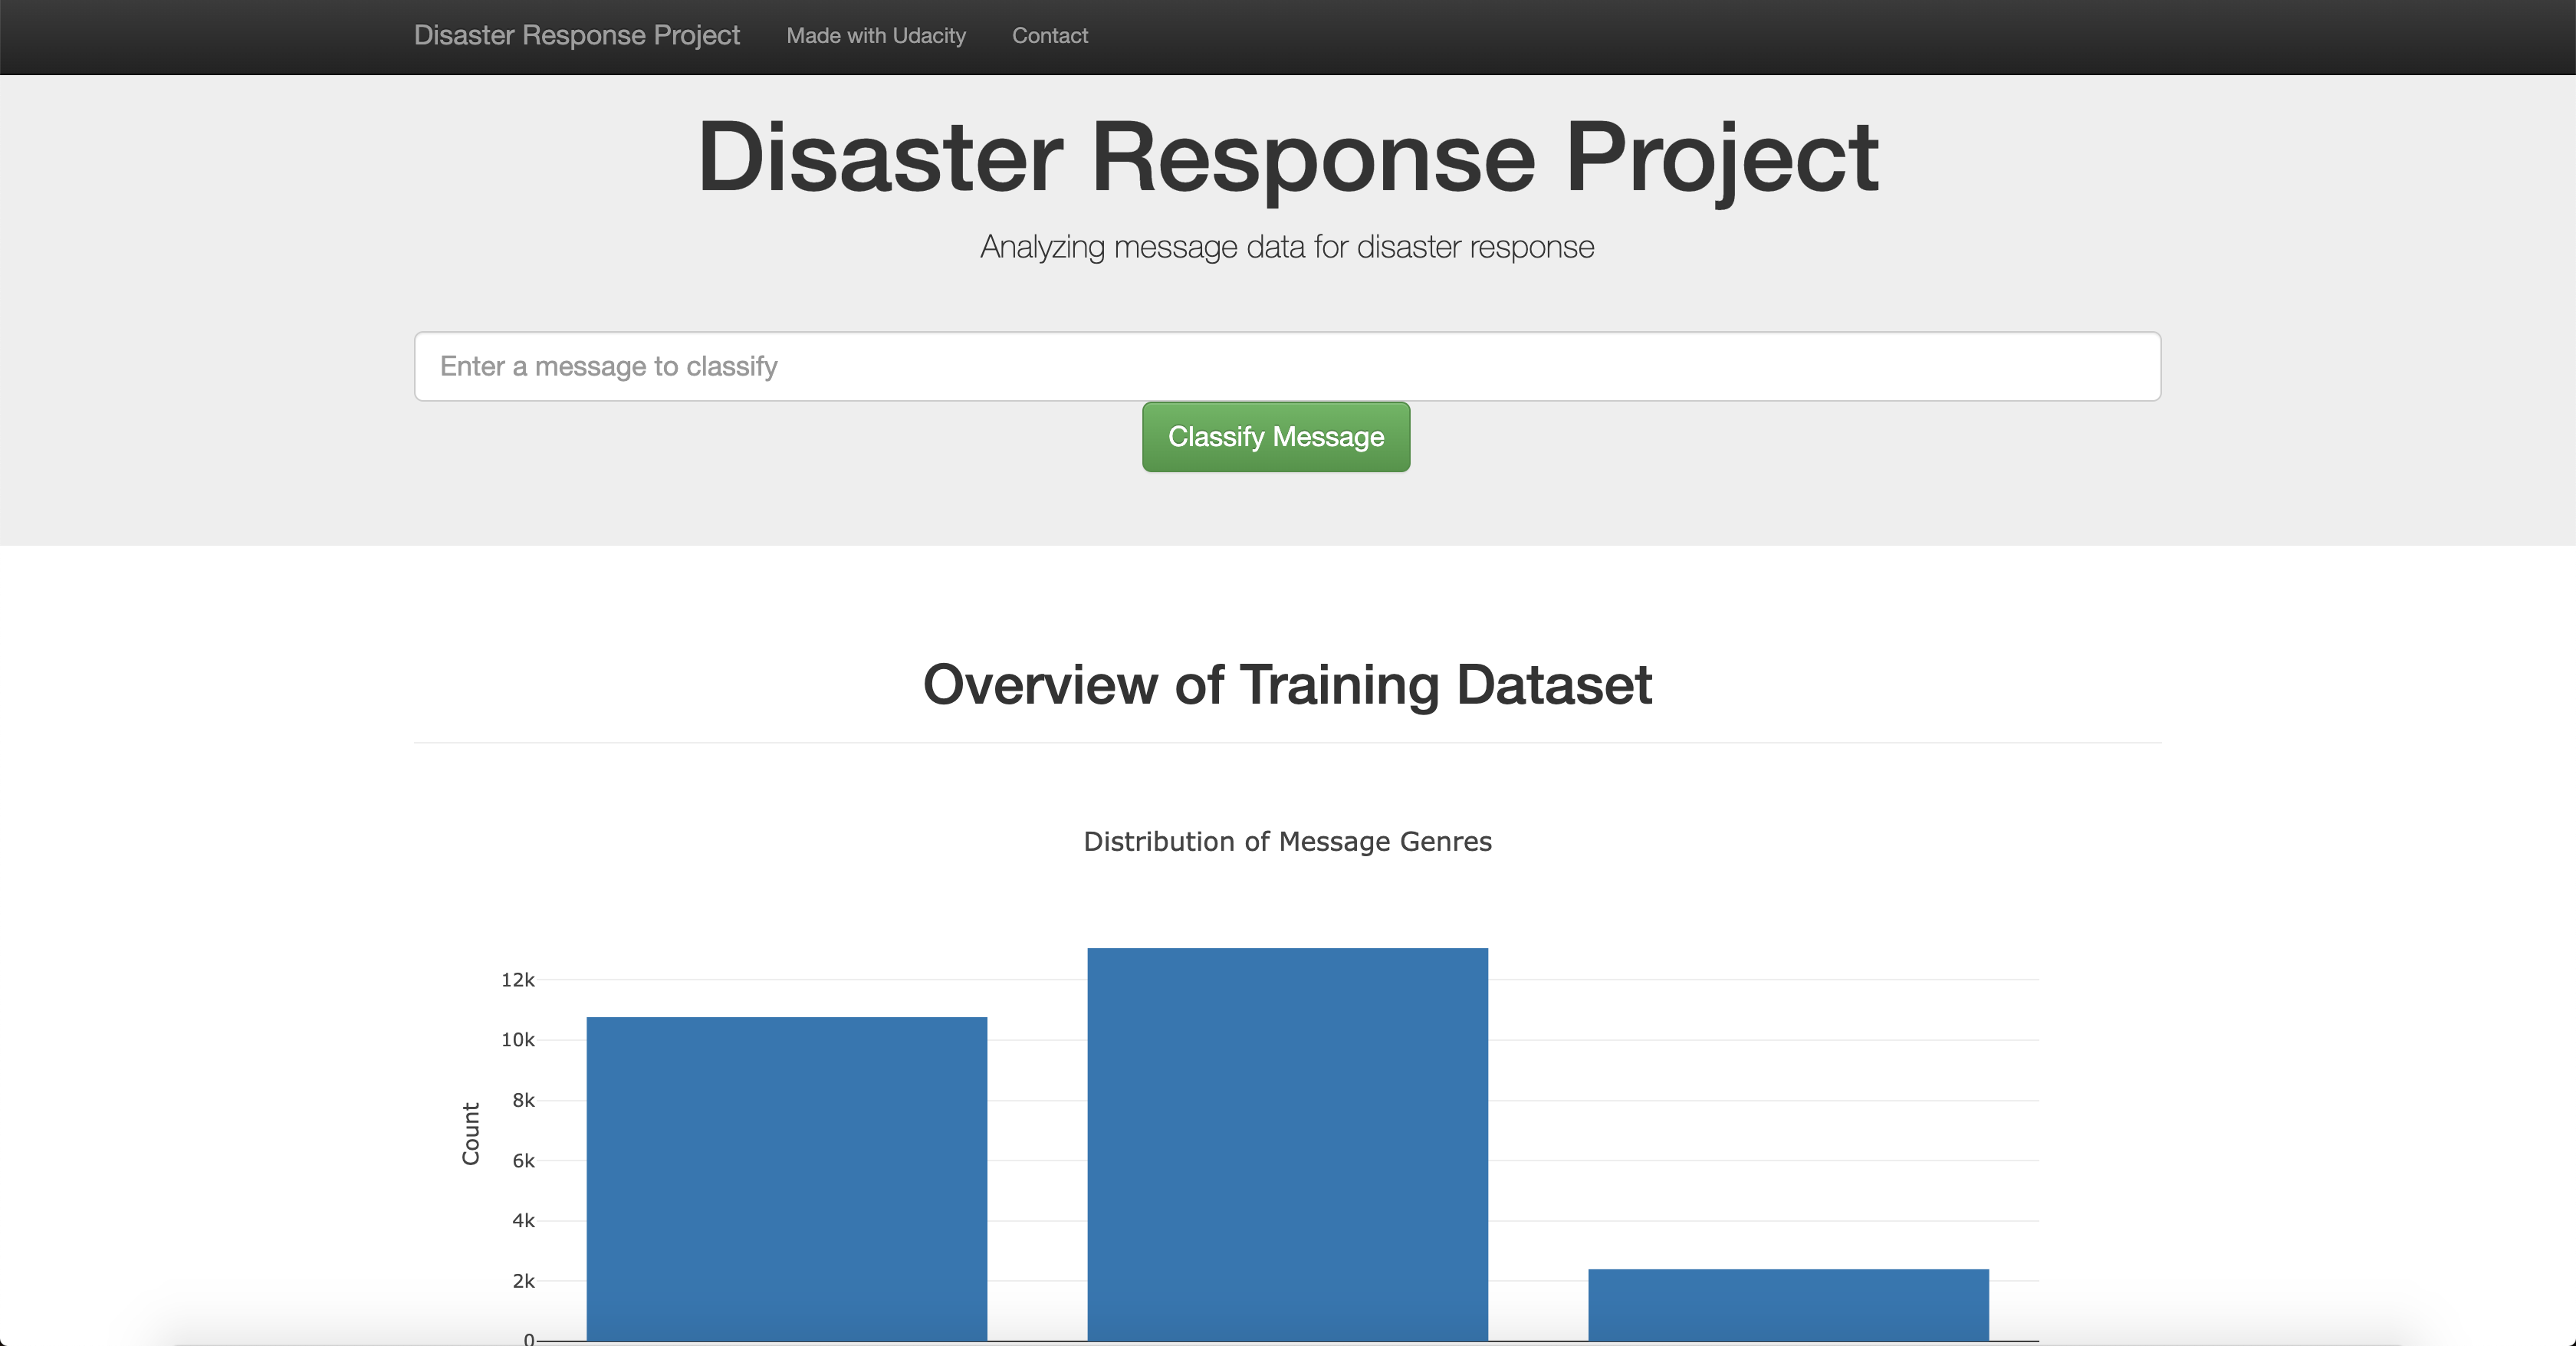 Disaster Response Project Made with Udacity Contact
Disaster Response Project
Analyzing message data for disaster response
Enter a message to classify
Classify Message
Overview of Training Dataset
Distribution of Message Genres
12k
10k
8k
Count
6k
4k
2k
0